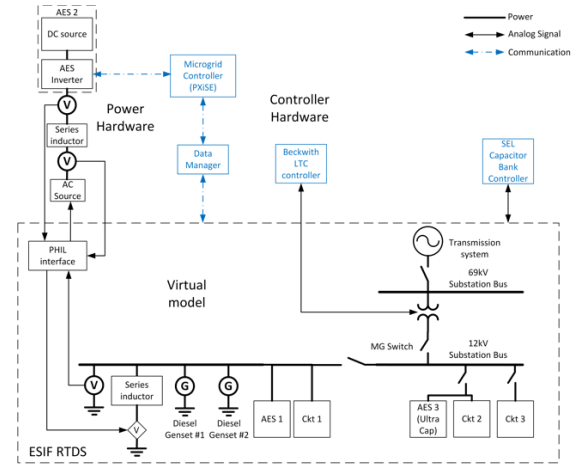 AES 2
DC source
AES
Inverter
V
Series
inductor
V
AC
Source
PHIL
interface
Power
Hardware
Microgrid
Controller
(PXiSE)
Data
Manager
Controller
Hardware
Beckwith
LTC
controller
SEL
Capacitor
Bank
Controller
Power
Analog Signal
Communication
Virtual
model
Transmission
system
69kV
Substation Bus
MG Switch
12kV
Substation Bus
V
Series
inductor
V
G
Diesel
Genset #1
G
Diesel
Genset #2
AES 1
Ckt 1
AES 3
(Ultra
Cap)
Ckt 2
Ckt 3
ESIF RTDS